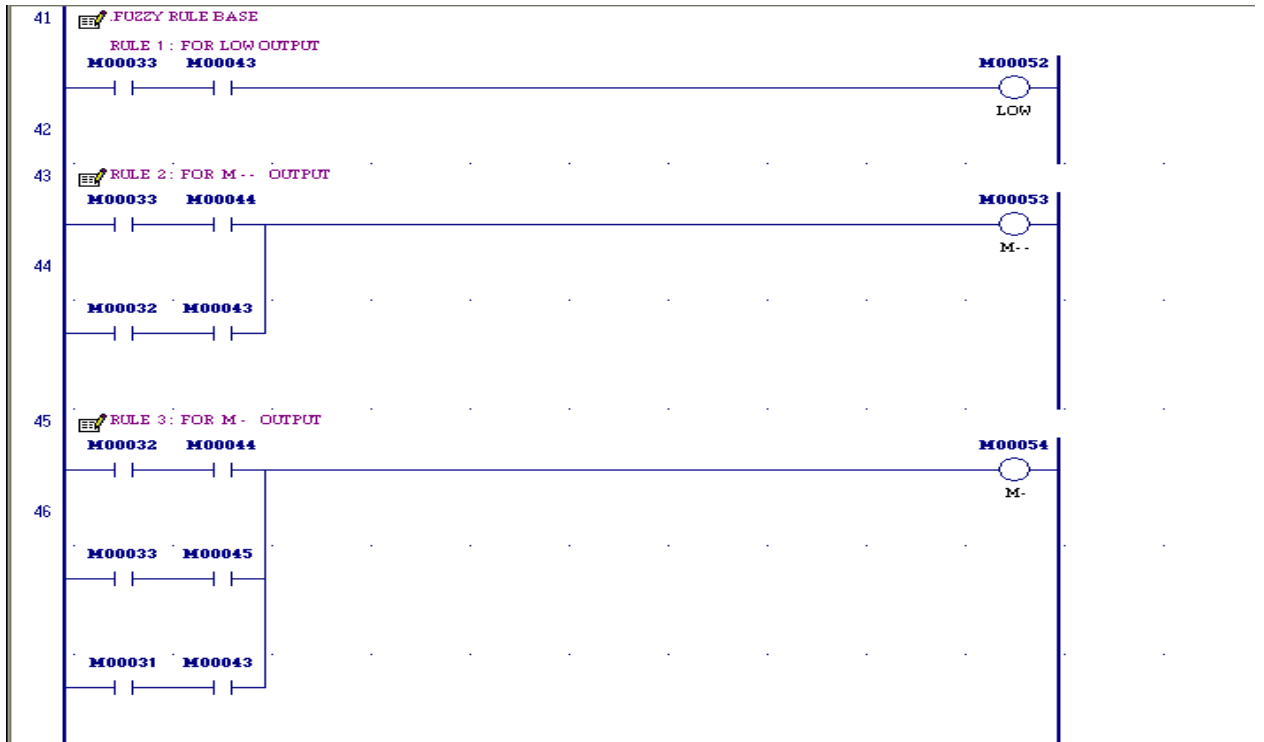 41 .FUZZY RULE BASE
RULE 1 : FOR LOW OUTPUT
M00033 M00043 M00052
LOW
42
43 RULE 2 : FOR M - - OUTPUT
M00033 M00044 M00053
M- -
44
M00032 M00043
45 RULE 3 : FOR M - OUTPUT
M00032 M00044 M00054
M-
46
M00033 M00045
M00031 M00043